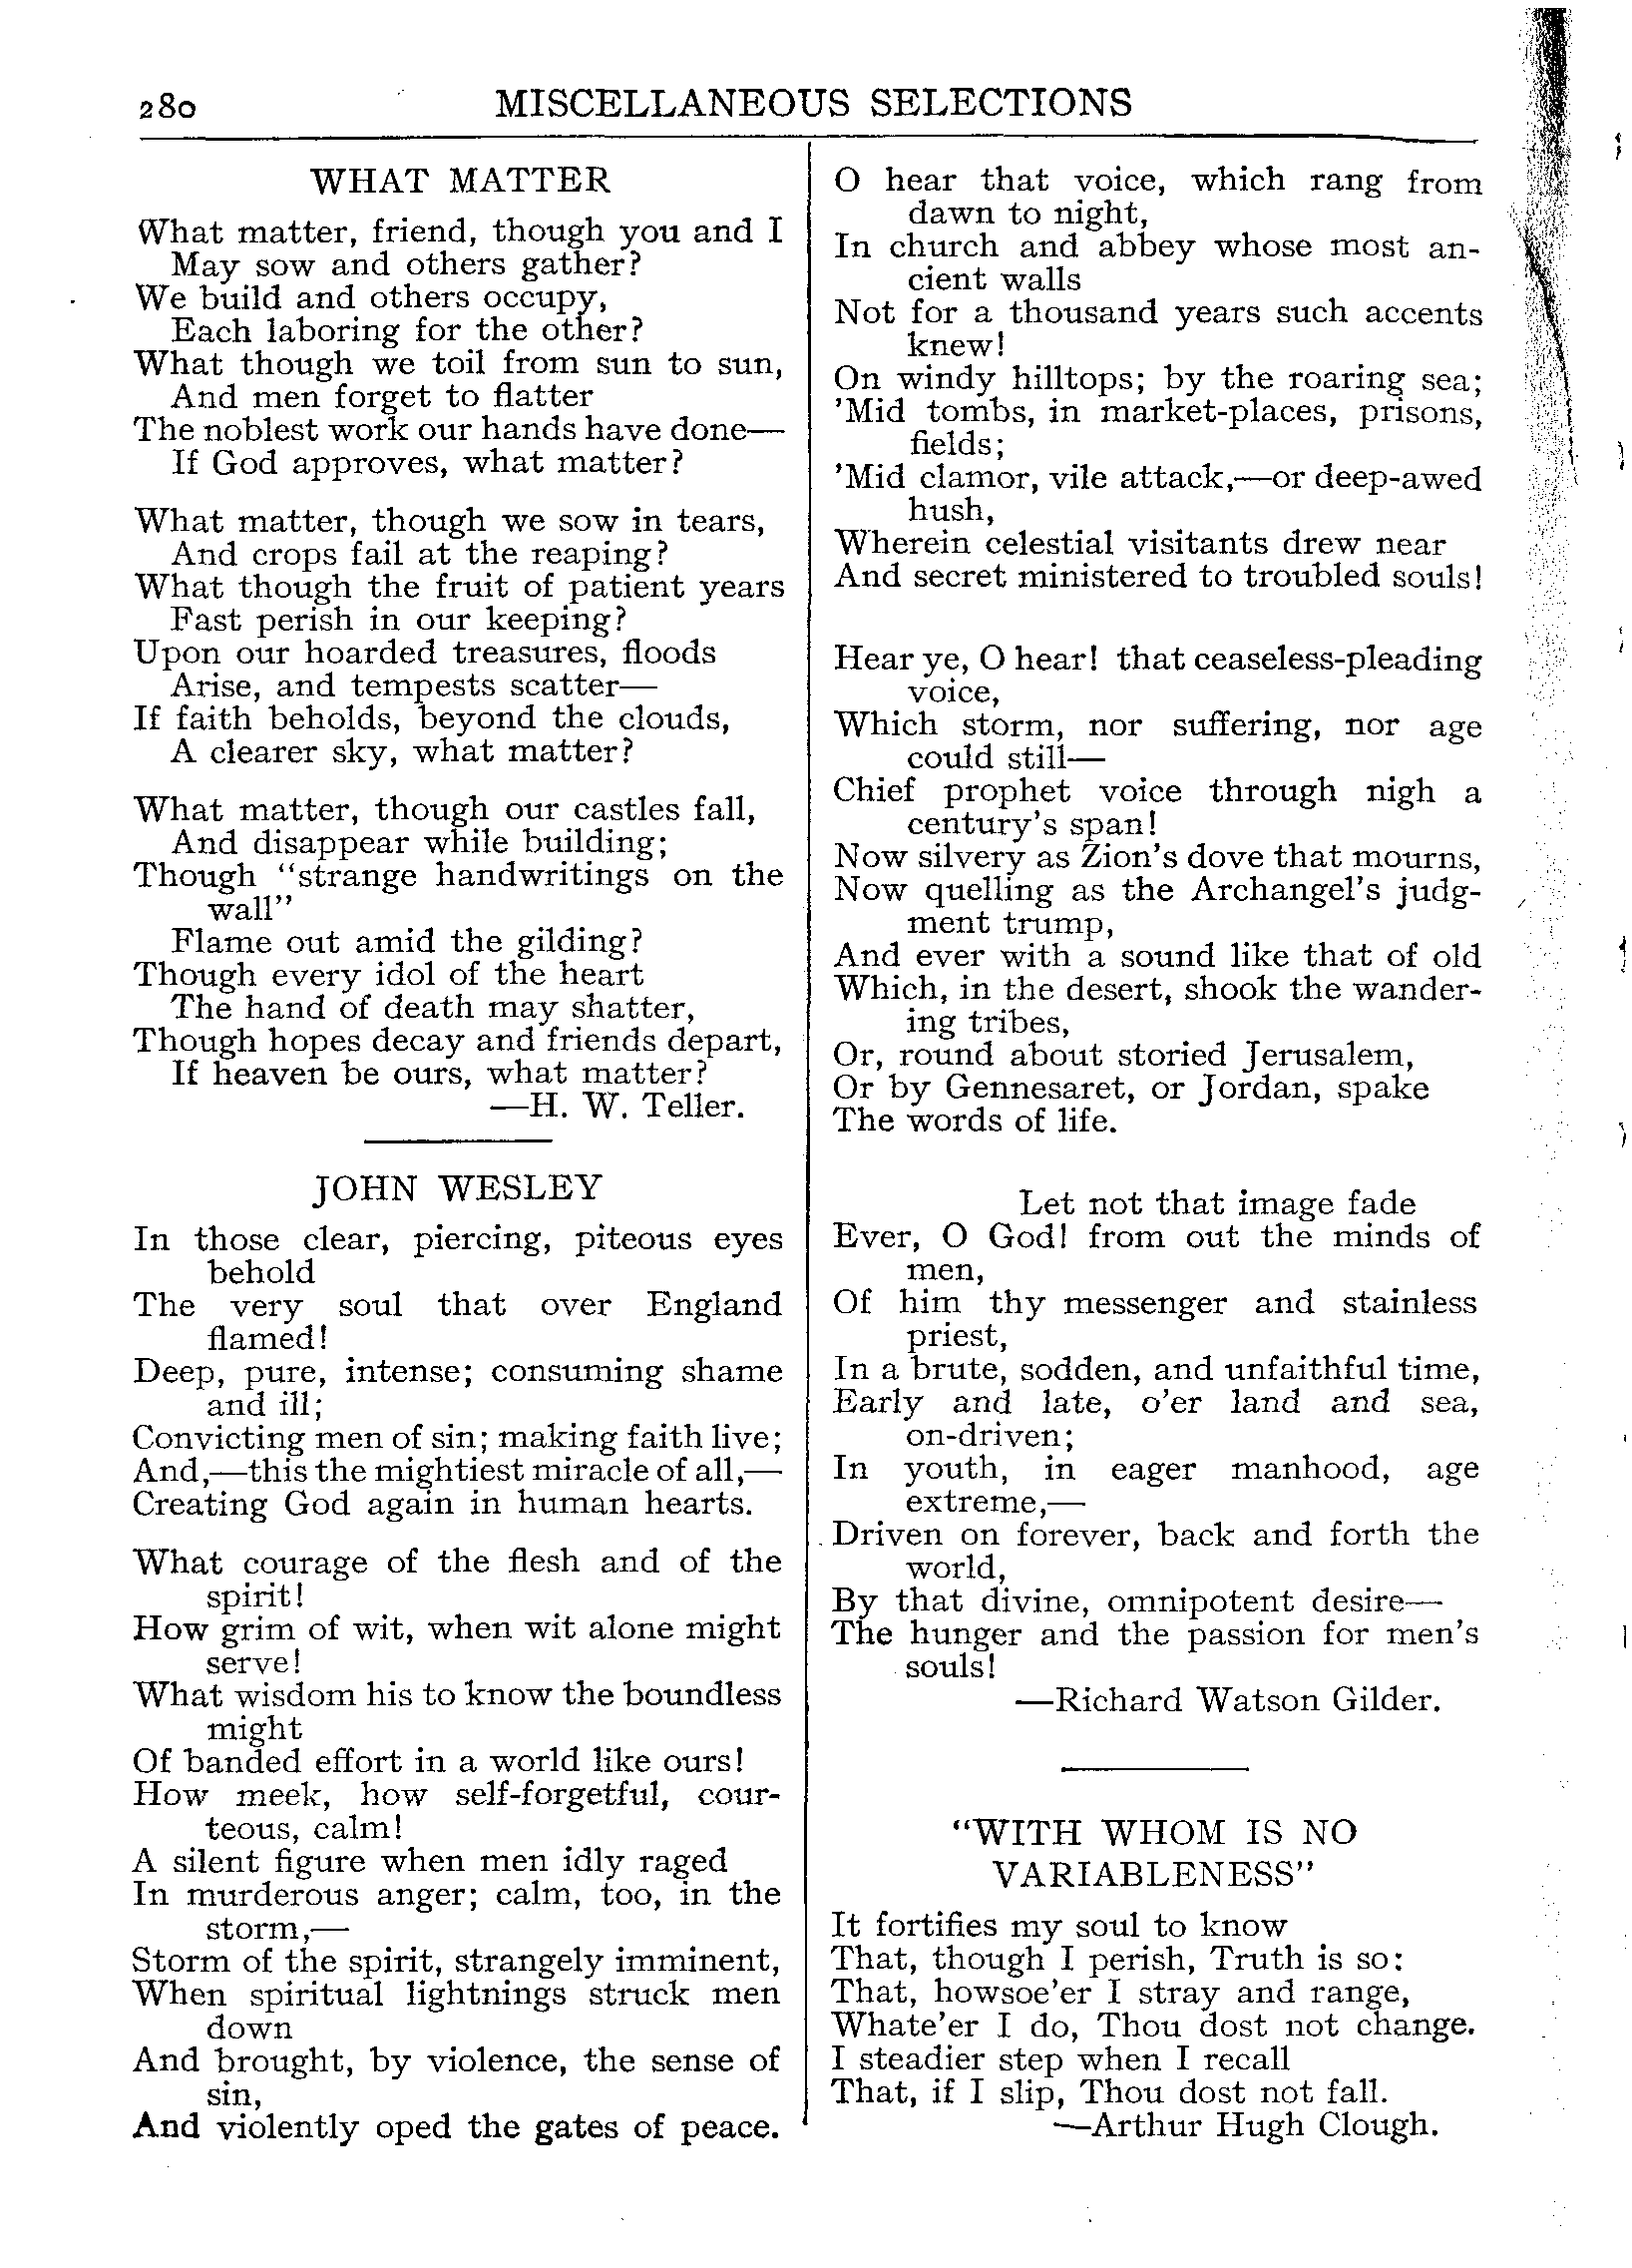 280 MISCELLANEOUS SELECTIONS
WHAT MATTER
What matter, friend, though you and I
May sow and others gather?
We build and others occupy,
Each laboring for the other?
What though we toil from sun to sun,
And men forget to flatter
The noblest work our hands have done—
If God approves, what matter?
What matter, though we sow in tears,
And crops fail at the reaping?
What though the fruit of patient years
Fast perish in our keeping?
Upon our hoarded treasures, floods
Arise, and tempests scatter—
If faith beholds, beyond the clouds,
A clearer sky, what matter?
What matter, though our castles fall,
And disappear while building;
Though "strange handwritings on the
wall"
Flame out amid the gilding?
Though every idol of the heart
The hand of death may shatter,
Though hopes decay and friends depart,
If heaven be ours, what matter?
—H. W. Teller.
JOHN WESLEY
In those clear, piercing, piteous eyes
behold
The very soul that over England
flamed!
Deep, pure, intense; consuming shame
and ill;
Convicting men of sin; making faith live;
And,—this the mightiest miracle of all,—
Creating God again in human hearts.
What courage of the flesh and of the
spirit!
How grim of wit, when wit alone might
serve!
What wisdom his to know the boundless
might
Of banded effort in a world like ours!
How meek, how self-forgetful, cour-
teous, calm!
A silent figure when men idly raged
In murderous anger; calm, too, in the
storm,—
Storm of the spirit, strangely imminent,
When spiritual lightnings struck men
down
And brought, by violence, the sense of
sin,
And violently oped the gates of peace.
O hear that voice, which rang from
dawn to night,
In church and abbey whose most an-
cient walls
Not for a thousand years such accents
knew!
On windy hilltops; by the roaring sea;
'Mid tombs, in market-places, prisons,
fields;
'Mid clamor, vile attack,—or deep-awed
hush,
Wherein celestial visitants drew near
And secret ministered to troubled souls!
Hear ye, O hear! that ceaseless-pleading
voice,
Which storm, nor suffering, nor age
could still—
Chief prophet voice through nigh a
century's span!
Now silvery as Zion's dove that mourns,
Now quelling as the Archangel's judg-
ment trump,
And ever with a sound like that of old
Which, in the desert, shook the wander-
ing tribes,
Or, round about storied Jerusalem,
Or by Gennesaret, or Jordan, spake
The words of life.
Let not that image fade
Ever, O God! from out the minds of
men,
Of him thy messenger and stainless
priest,
In a brute, sodden, and unfaithful time,
Early and late, o'er land and sea,
on-driven;
In youth, in eager manhood, age
extreme,—
Driven on forever, back and forth the
world,
By that divine, omnipotent desire—
The hunger and the passion for men's
souls!
—Richard Watson Gilder.
"WITH WHOM IS NO
VARIABLENESS"
It fortifies my soul to know
That, though I perish, Truth is so:
That, howsoe'er I stray and range,
Whate'er I do, Thou dost not change.
I steadier step when I recall
That, if I slip, Thou dost not fall.
—Arthur Hugh Clough.